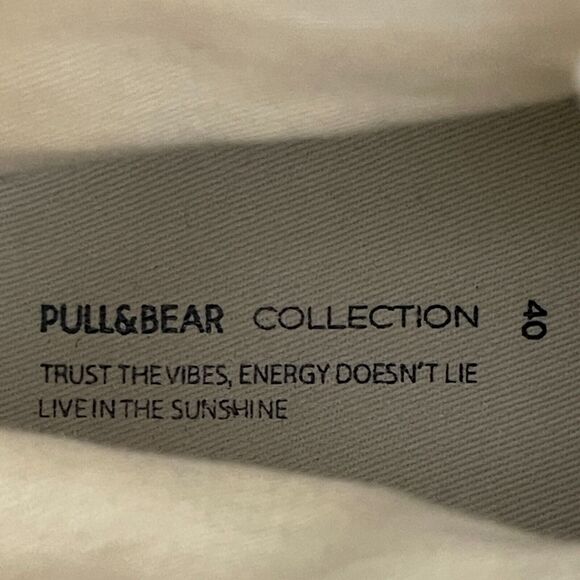 PULL&BEAR COLLECTION 40
TRUST THE VIBES, ENERGY DOESN'T LIE
LIVE IN THE SUNSHINE